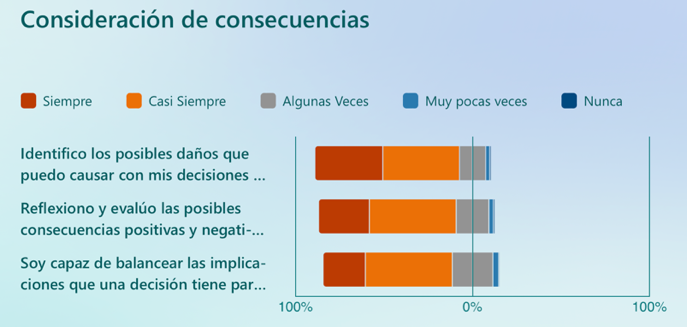 Consideración de consecuencias
Siempre
Casi Siempre
Algunas Veces
Muy pocas veces
Nunca
Identifico los posibles daños que
puedo causar con mis decisiones ...
Reflexiono y evalúo las posibles
consecuencias positivas y negati-...
Soy capaz de balancear las implica-
ciones que una decisión tiene par...
100%
0%
100%